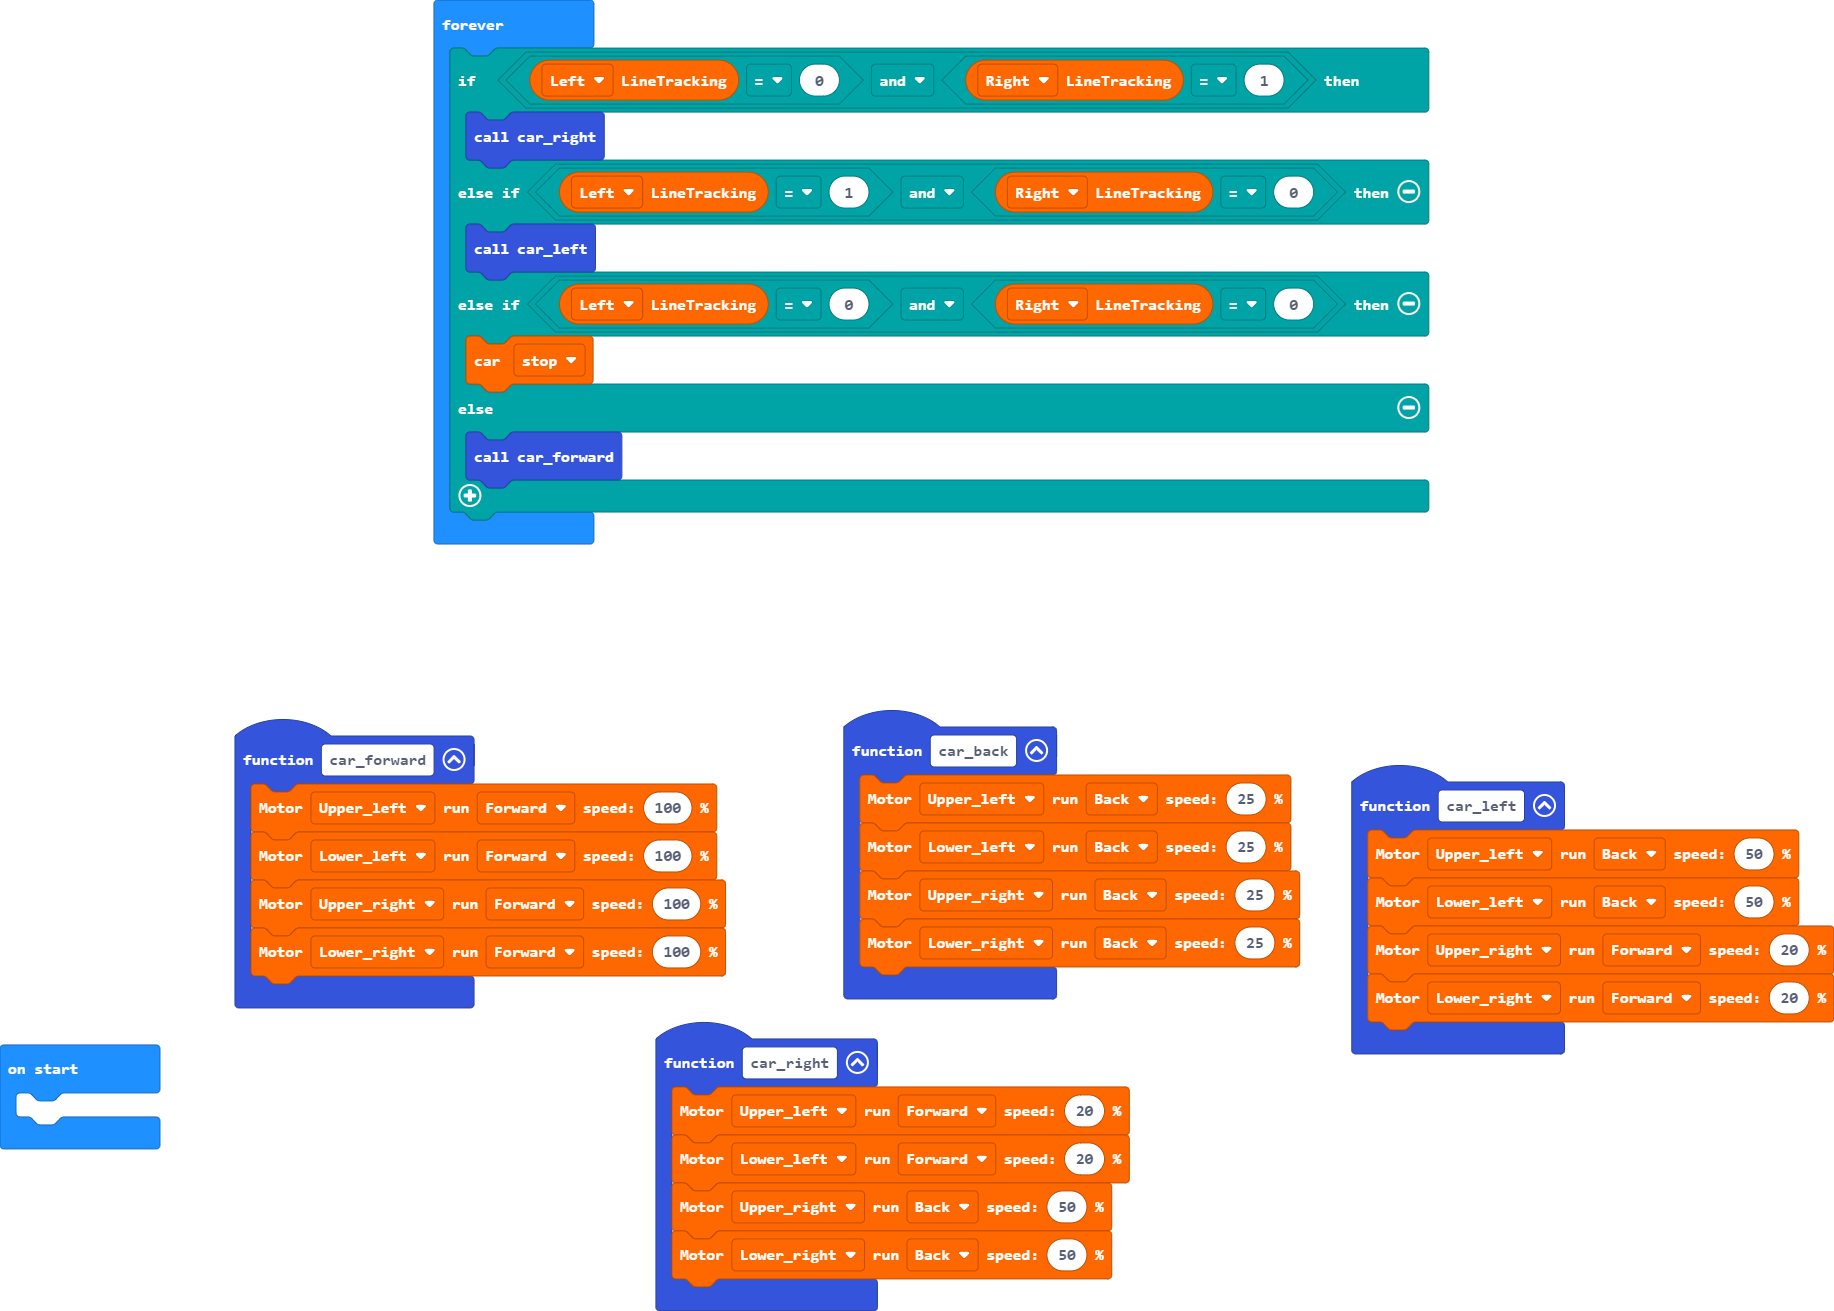 forever
if Left LineTracking = 0 and Right LineTracking = 1 then
call car_right
else if Left LineTracking = 1 and Right LineTracking = 0 then
call car_left
else if Left LineTracking = 0 and Right LineTracking = 0 then
car stop
else
call car_forward
function car_forward
Motor Upper_left run Forward speed: 100 %
Motor Lower_left run Forward speed: 100 %
Motor Upper_right run Forward speed: 100 %
Motor Lower_right run Forward speed: 100 %
function car_back
Motor Upper_left run Back speed: 25 %
Motor Lower_left run Back speed: 25 %
Motor Upper_right run Back speed: 25 %
Motor Lower_right run Back speed: 25 %
function car_left
Motor Upper_left run Back speed: 50 %
Motor Lower_left run Back speed: 50 %
Motor Upper_right run Forward speed: 20 %
Motor Lower_right run Forward speed: 20 %
on start
function car_right
Motor Upper_left run Forward speed: 20 %
Motor Lower_left run Forward speed: 20 %
Motor Upper_right run Back speed: 50 %
Motor Lower_right run Back speed: 50 %